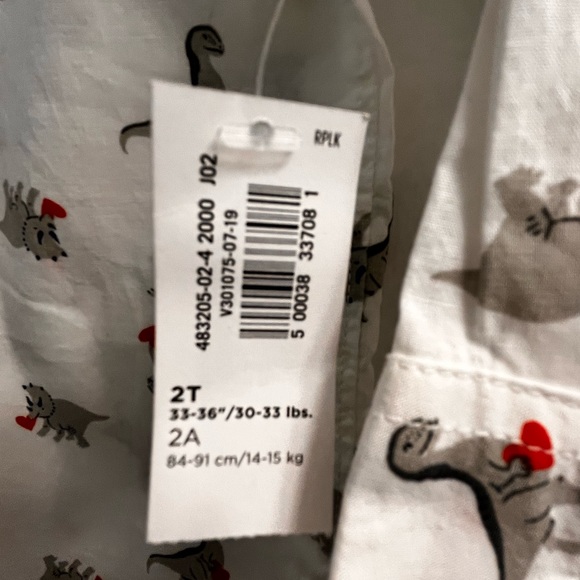 RPLK
483205-02-4 2000 J02
V301075-07-19
5 00038 33708 1
2T
33-36"/30-33 lbs.
2A
84-91 cm/14-15 kg